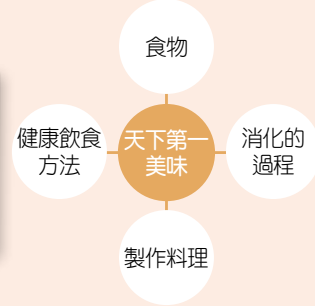 食物
健康飲食
方法
天下第一
美味
消化的
過程
製作料理